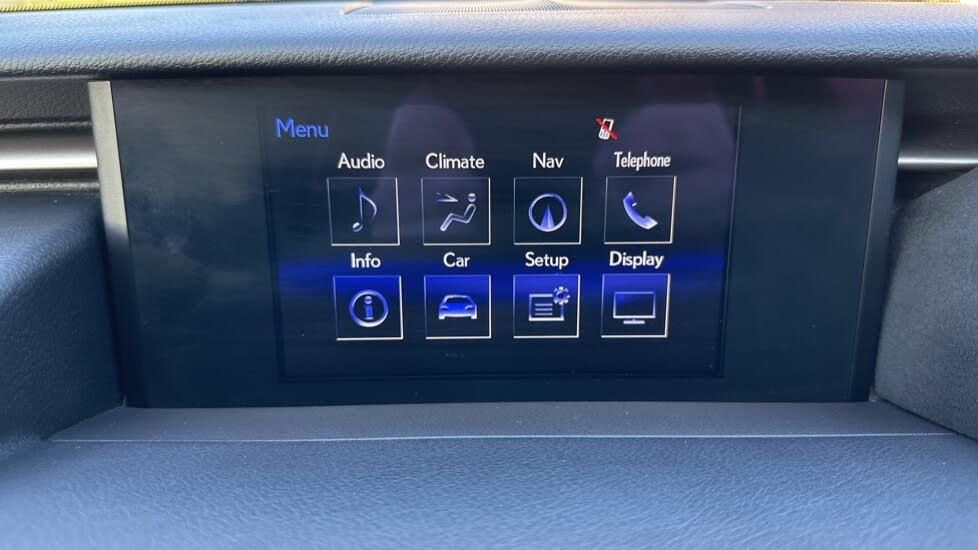 Menu
Audio Climate Nav Telephone
Info Car Setup Display